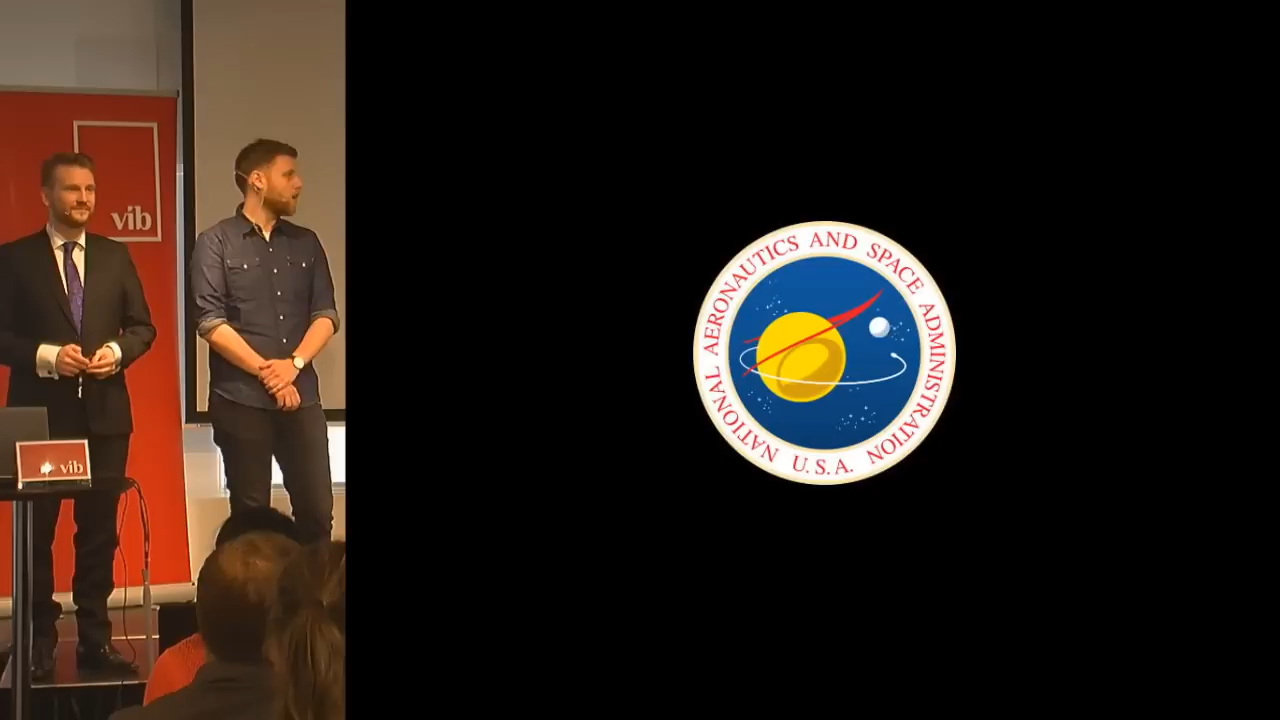 vib
vib
NATIONAL AERONAUTICS AND SPACE ADMINISTRATION
U.S.A.